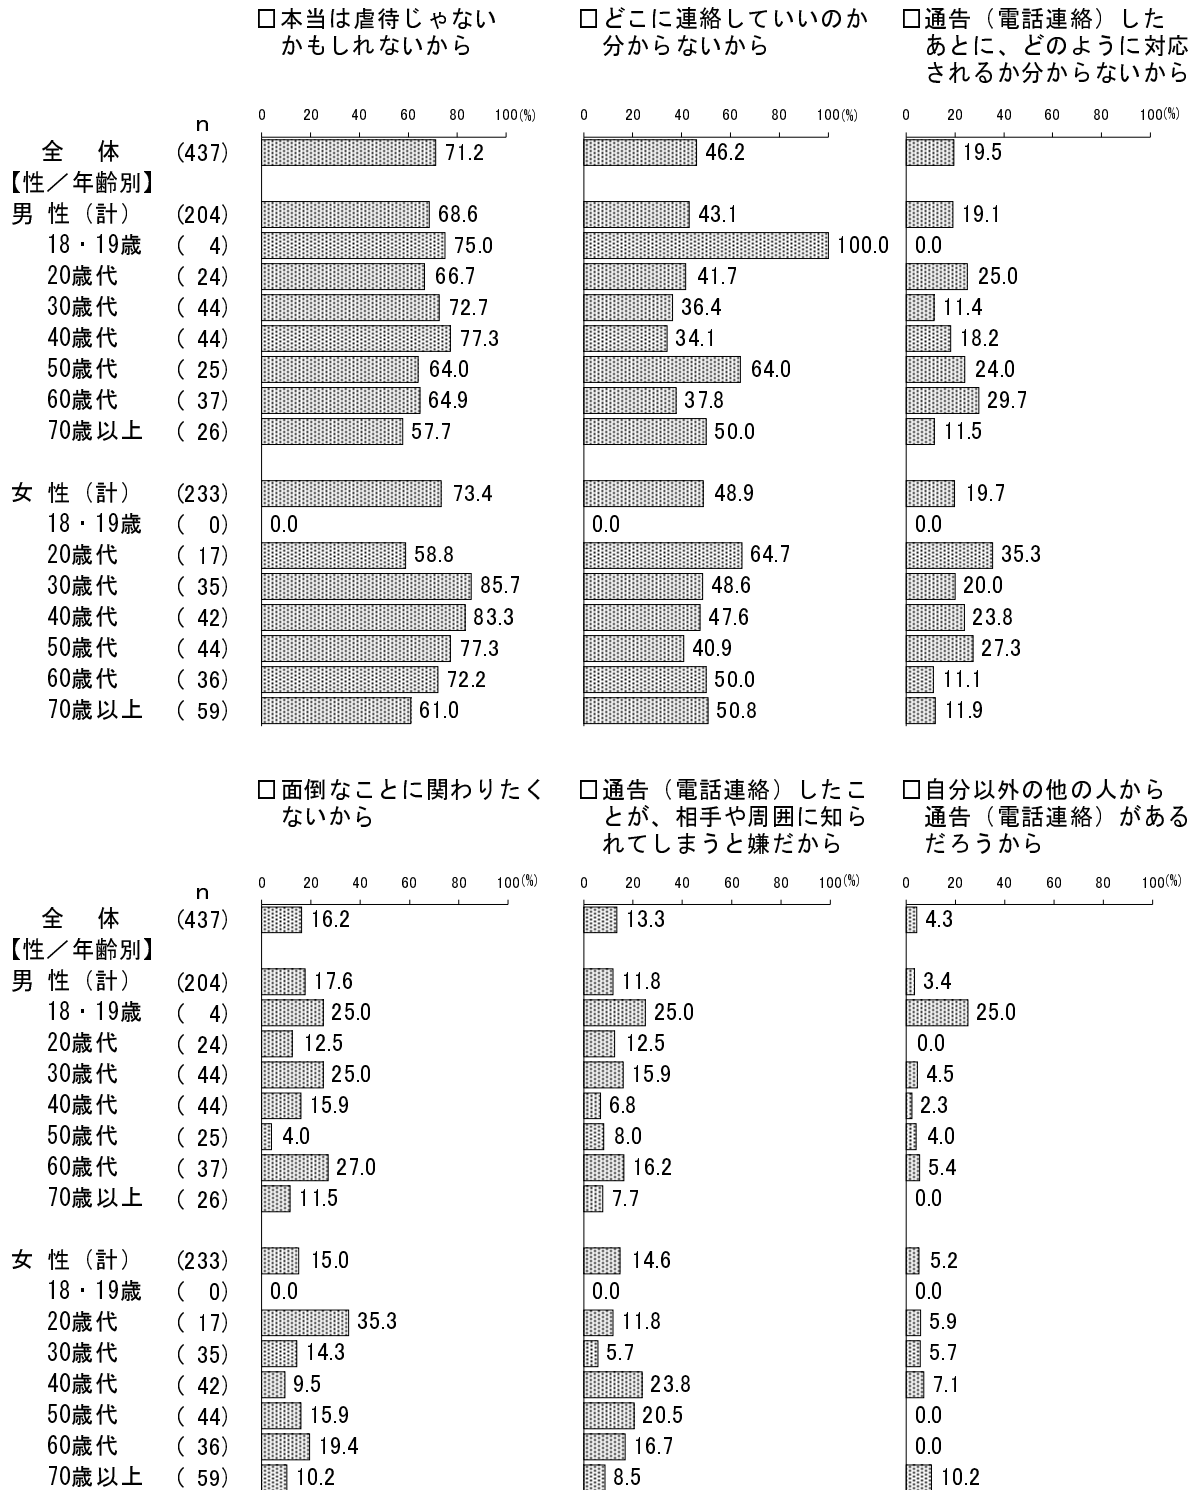 □本当は虐待じゃない
かもしれないから
□どこに連絡していいのか
分からないから
□通告（電話連絡）した
あとに、どのように対応
されるか分からないから
n 0 20 40 60 80 100(%) 0 20 40 60 80 100(%) 0 20 40 60 80 100(%)
全　体 (437) 71.2 46.2 19.5
【性／年齢別】
男 性（計） (204) 68.6 43.1 19.1
18・19歳 ( 4) 75.0 100.0 0.0
20歳代 ( 24) 66.7 41.7 25.0
30歳代 ( 44) 72.7 36.4 11.4
40歳代 ( 44) 77.3 34.1 18.2
50歳代 ( 25) 64.0 64.0 24.0
60歳代 ( 37) 64.9 37.8 29.7
70歳以上 ( 26) 57.7 50.0 11.5
女 性（計） (233) 73.4 48.9 19.7
18・19歳 ( 0) 0.0 0.0 0.0
20歳代 ( 17) 58.8 64.7 35.3
30歳代 ( 35) 85.7 48.6 20.0
40歳代 ( 42) 83.3 47.6 23.8
50歳代 ( 44) 77.3 40.9 27.3
60歳代 ( 36) 72.2 50.0 11.1
70歳以上 ( 59) 61.0 50.8 11.9
□面倒なことに関わりたく
ないから
□通告（電話連絡）したこ
とが、相手や周囲に知ら
れてしまうと嫌だから
□自分以外の他の人から
通告（電話連絡）がある
だろうから
n 0 20 40 60 80 100(%) 0 20 40 60 80 100(%) 0 20 40 60 80 100(%)
全　体 (437) 16.2 13.3 4.3
【性／年齢別】
男 性（計） (204) 17.6 11.8 3.4
18・19歳 ( 4) 25.0 25.0 25.0
20歳代 ( 24) 12.5 12.5 0.0
30歳代 ( 44) 25.0 15.9 4.5
40歳代 ( 44) 15.9 6.8 2.3
50歳代 ( 25) 4.0 8.0 4.0
60歳代 ( 37) 27.0 16.2 5.4
70歳以上 ( 26) 11.5 7.7 0.0
女 性（計） (233) 15.0 14.6 5.2
18・19歳 ( 0) 0.0 0.0 0.0
20歳代 ( 17) 35.3 11.8 5.9
30歳代 ( 35) 14.3 5.7 5.7
40歳代 ( 42) 9.5 23.8 7.1
50歳代 ( 44) 15.9 20.5 0.0
60歳代 ( 36) 19.4 16.7 0.0
70歳以上 ( 59) 10.2 8.5 10.2